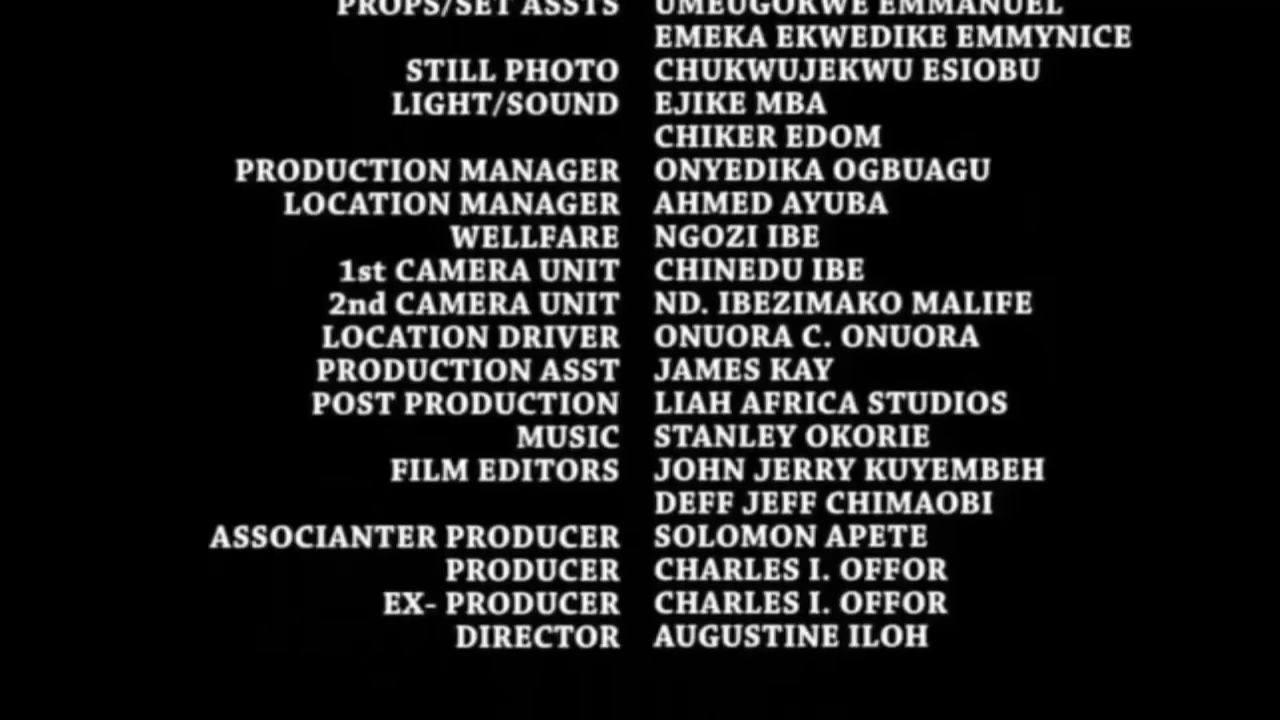 PROPS/SET ASSTS UMEUGOKWE EMMANUEL
EMEKA EKWEDIKE EMMYNICE
STILL PHOTO CHUKWUJEKWU ESIOBU
LIGHT/SOUND EJIKE MBA
CHIKER EDOM
PRODUCTION MANAGER ONYEDIKA OGBUAGU
LOCATION MANAGER AHMED AYUBA
WELLFARE NGOZI IBE
1st CAMERA UNIT CHINEDU IBE
2nd CAMERA UNIT ND. IBEZIMAKO MALIFE
LOCATION DRIVER ONUORA C. ONUORA
PRODUCTION ASST JAMES KAY
POST PRODUCTION LIAH AFRICA STUDIOS
MUSIC STANLEY OKORIE
FILM EDITORS JOHN JERRY KUYEMBEH
DEFF JEFF CHIMAOBI
ASSOCIANTER PRODUCER SOLOMON APETE
PRODUCER CHARLES I. OFFOR
EX- PRODUCER CHARLES I. OFFOR
DIRECTOR AUGUSTINE ILOH